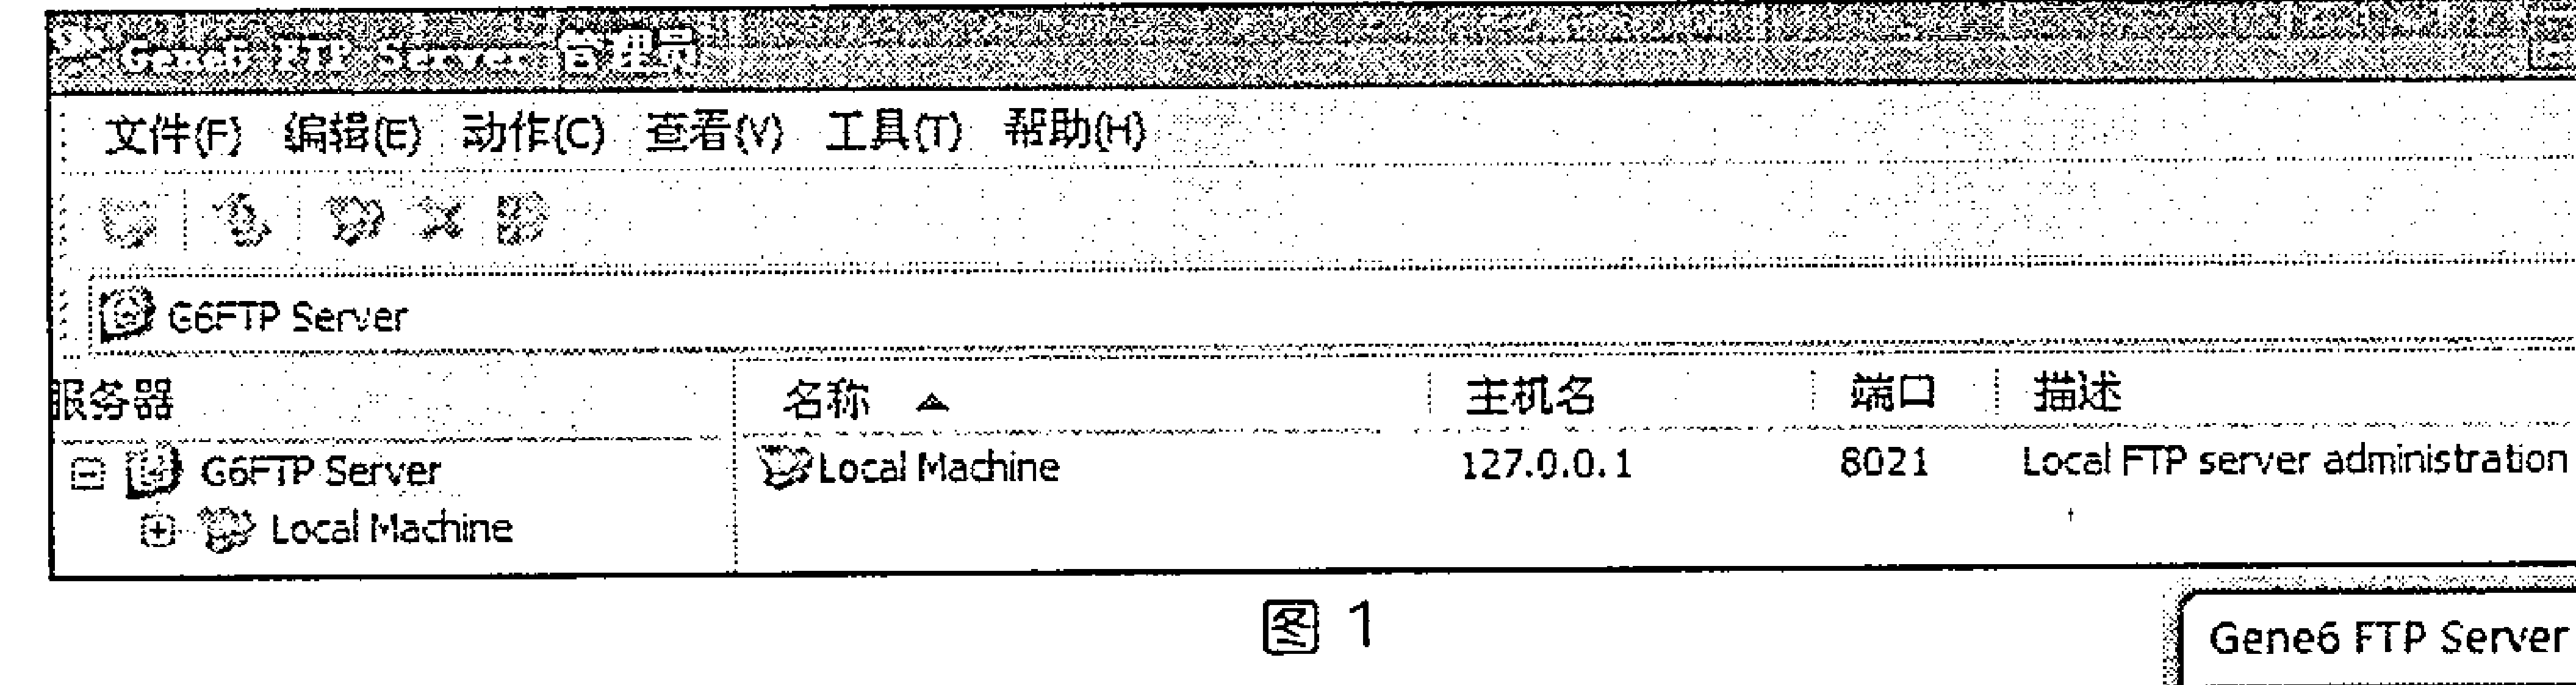 Gene6 FTP Server 管理员
文件(F) 编辑(E) 动作(C) 查看(V) 工具(T) 帮助(H)
G6FTP Server
服务器 名称 主机名 端口 描述
G6FTP Server Local Machine 127.0.0.1 8021 Local FTP server administration
Local Machine
图 1
Gene6 FTP Server